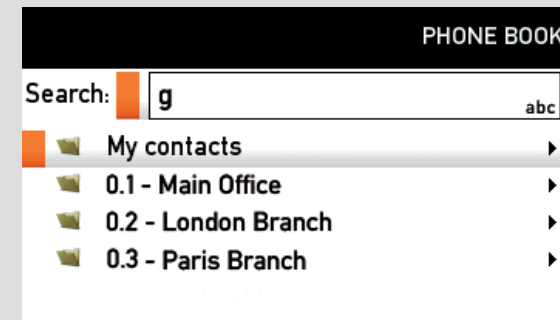 PHONE BOOK
Search: g
abc
My contacts
0.1 - Main Office
0.2 - London Branch
0.3 - Paris Branch